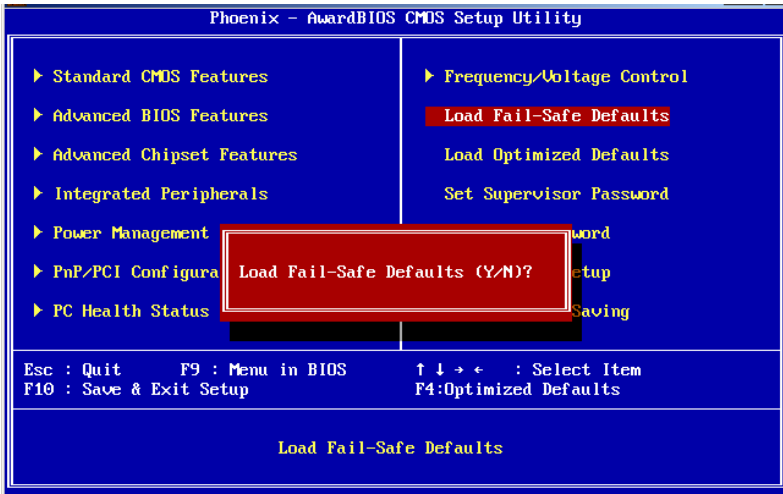 Phoenix - AwardBIOS CMOS Setup Utility
Standard CMOS Features
Advanced BIOS Features
Advanced Chipset Features
Integrated Peripherals
Power Management
PnP/PCI Configura
PC Health Status
Frequency/Voltage Control
Load Fail-Safe Defaults
Load Optimized Defaults
Set Supervisor Password
word
etup
Saving
Load Fail-Safe Defaults (Y/N)?
Esc : Quit F9 : Menu in BIOS ↑ ↓ → ← : Select Item
F10 : Save & Exit Setup F4:Optimized Defaults
Load Fail-Safe Defaults